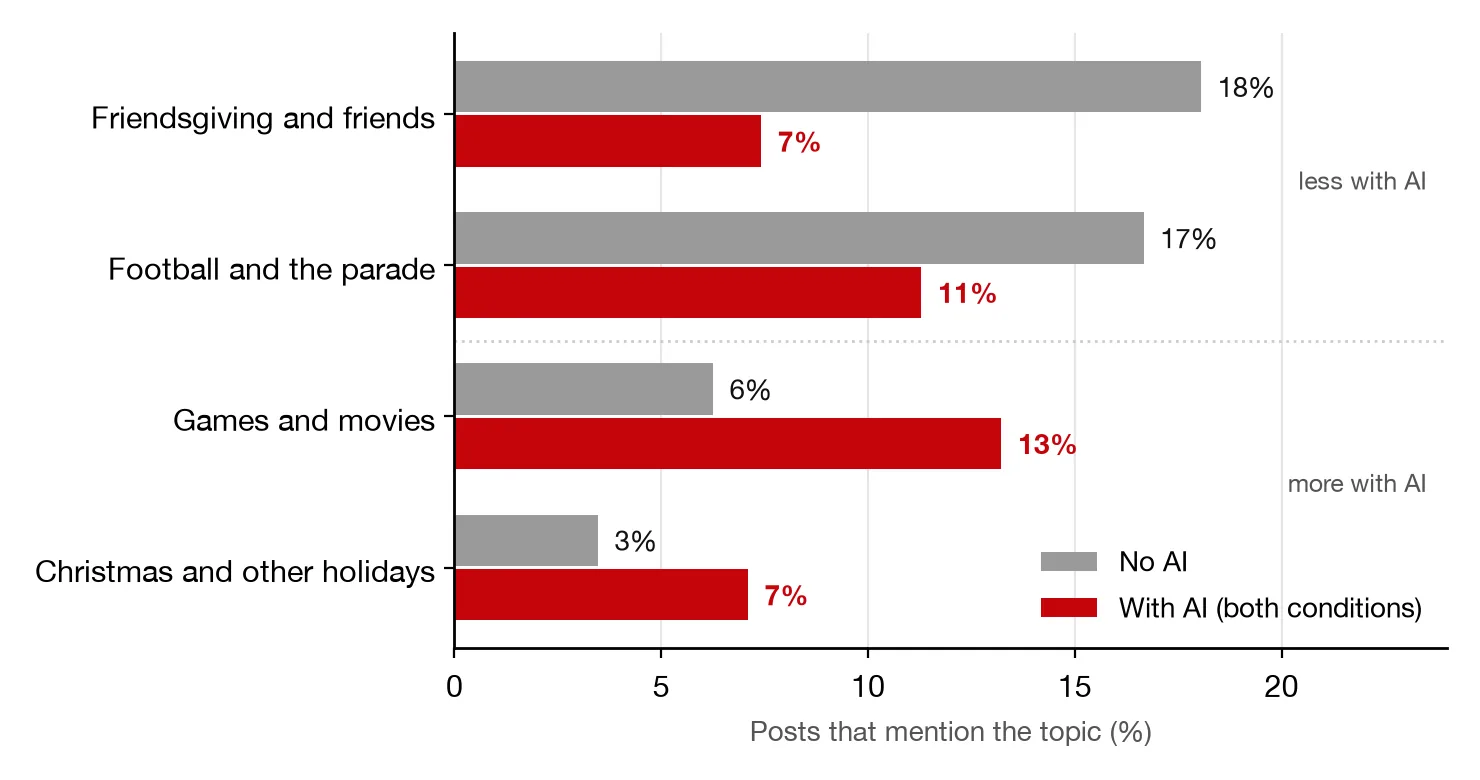 Friendsgiving and friends
18%
7%
less with AI
Football and the parade
17%
11%
Games and movies
6%
13%
more with AI
Christmas and other holidays
3%
7%
No AI
With AI (both conditions)
0 5 10 15 20
Posts that mention the topic (%)